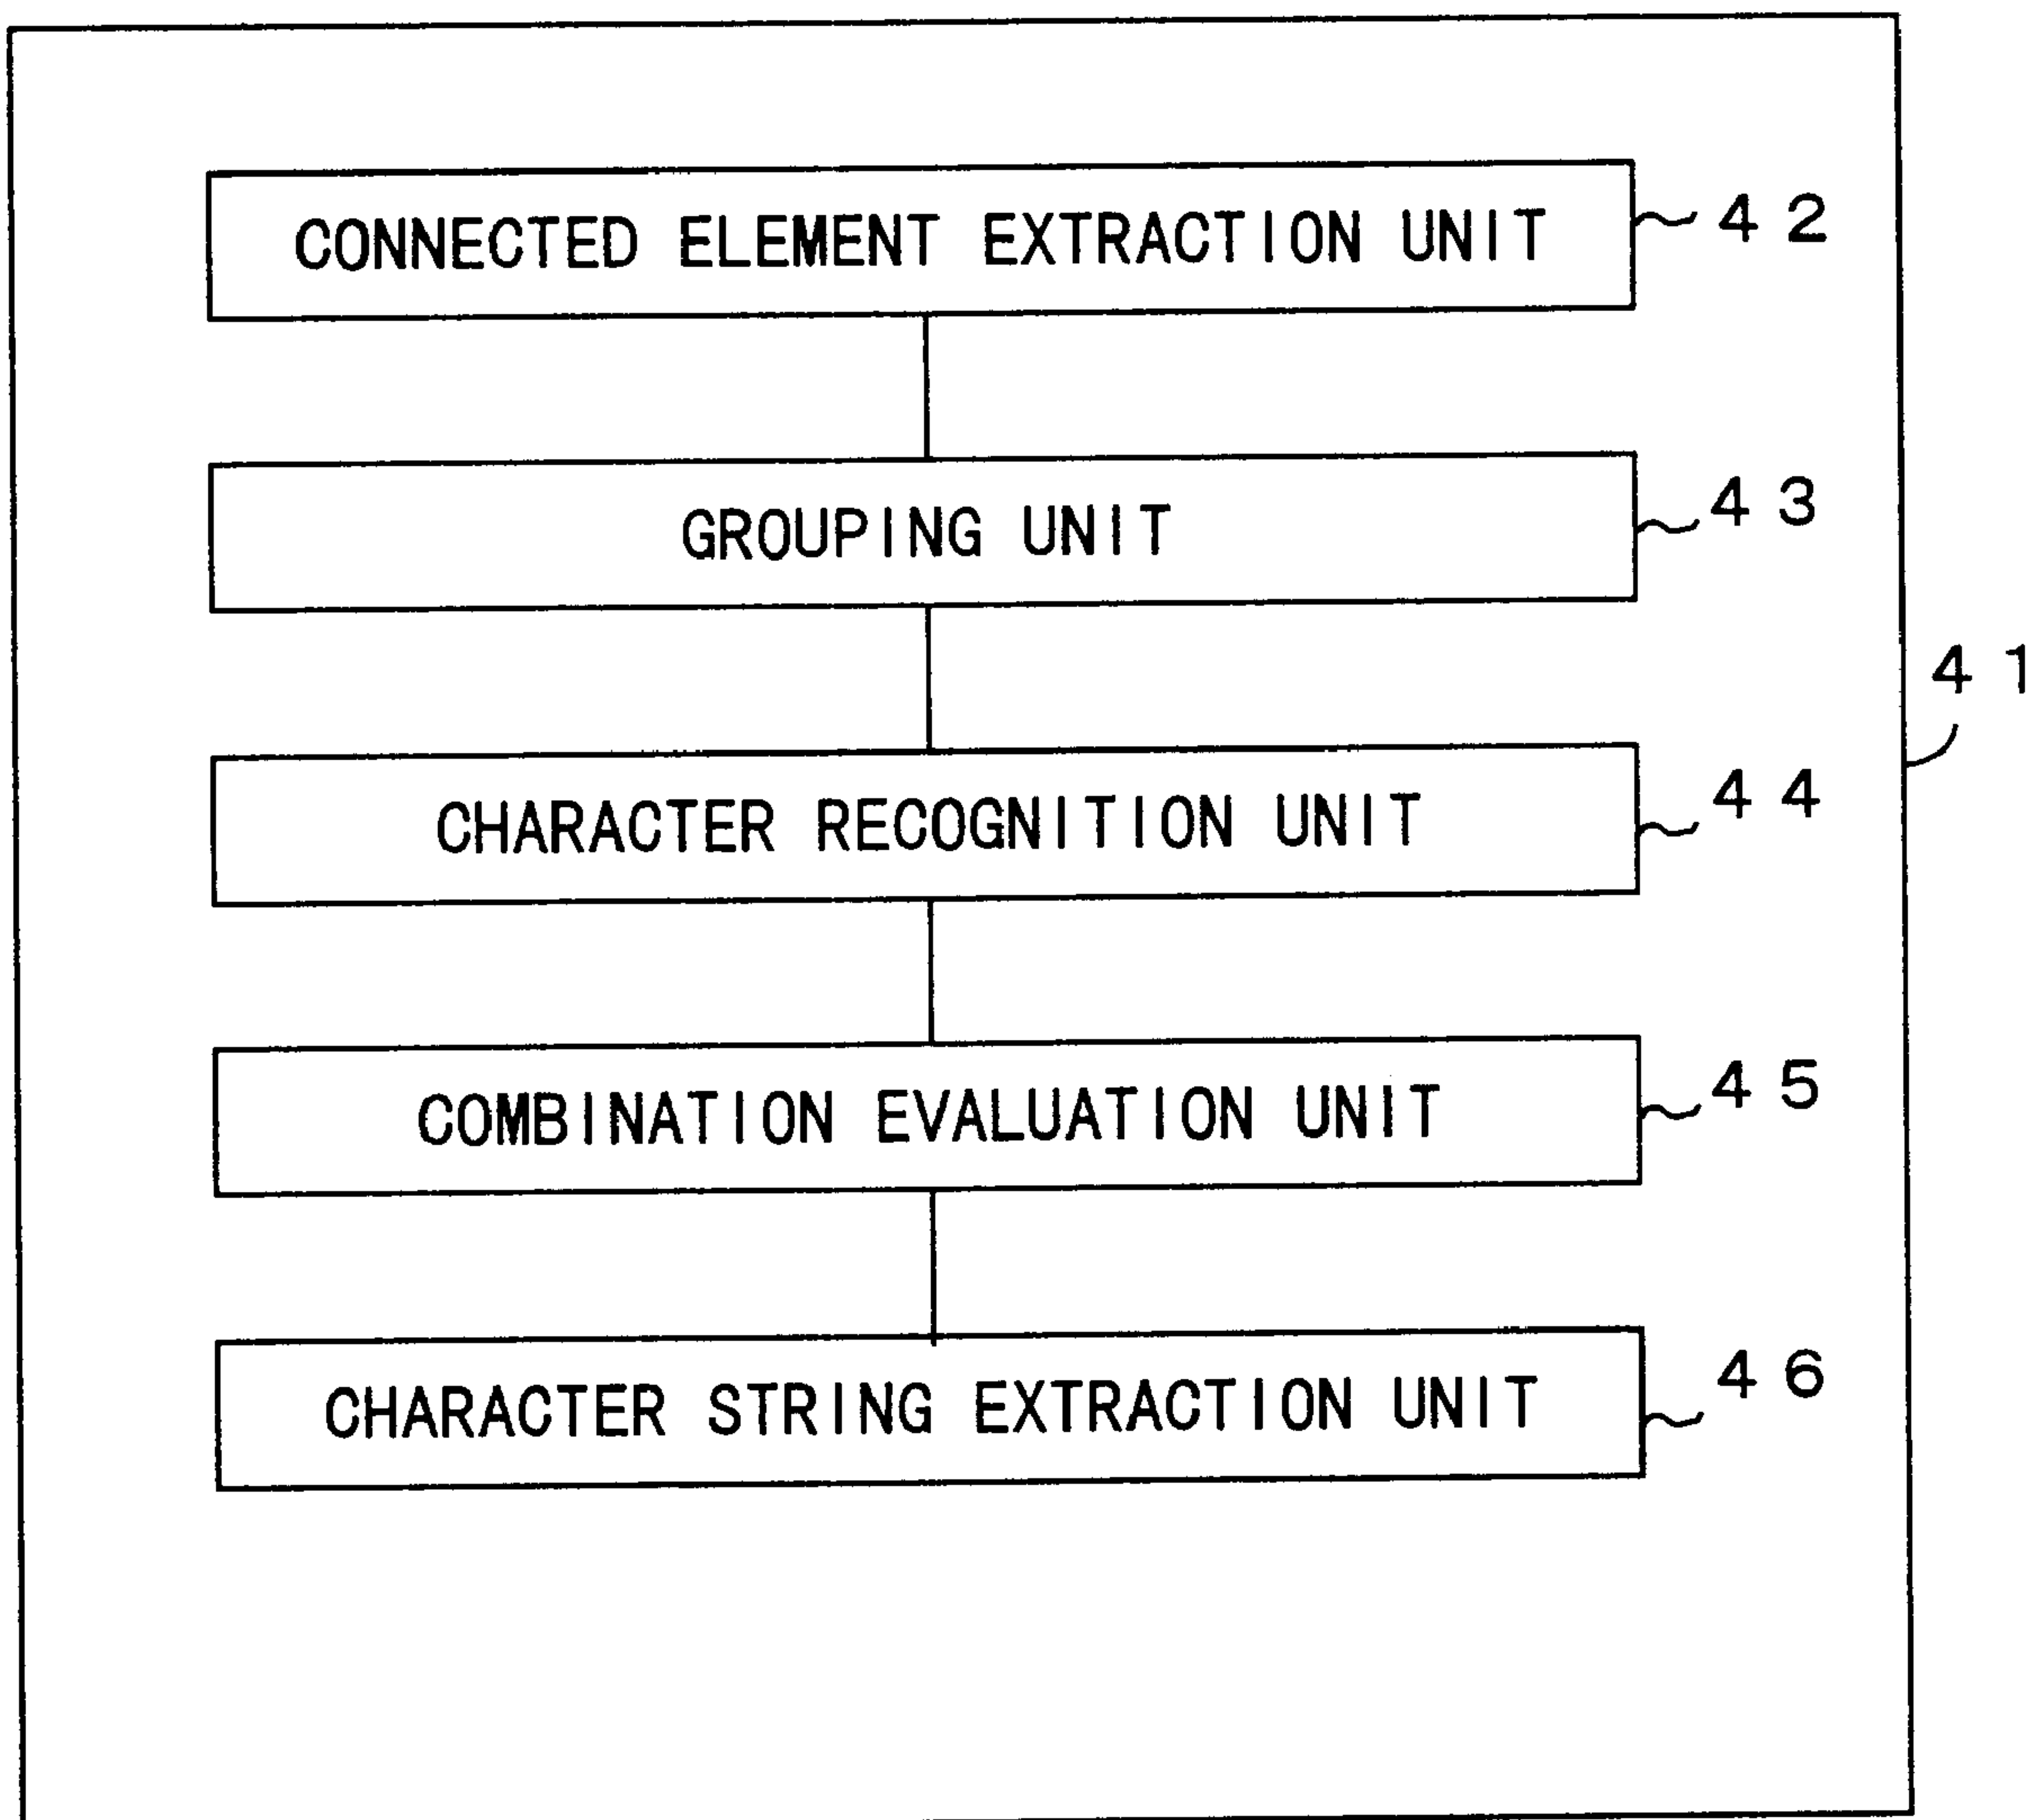 CONNECTED ELEMENT EXTRACTION UNIT 42
GROUPING UNIT 43
41
CHARACTER RECOGNITION UNIT 44
COMBINATION EVALUATION UNIT 45
CHARACTER STRING EXTRACTION UNIT 46